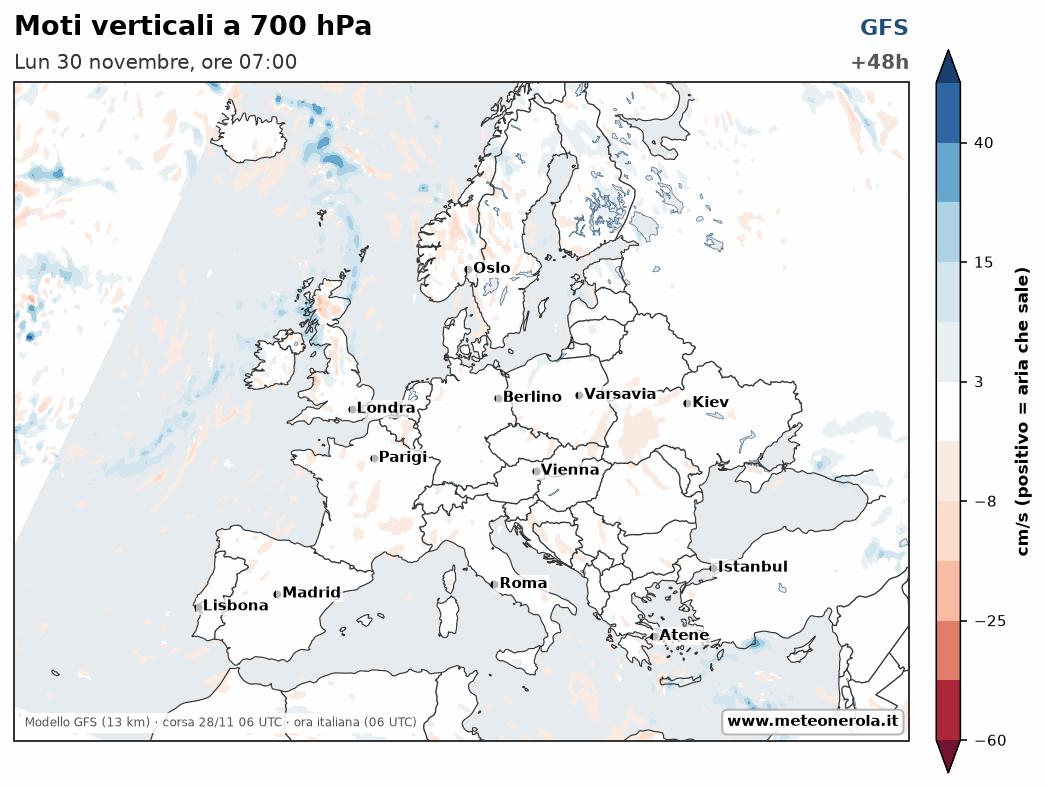 Moti verticali a 700 hPa
GFS
Lun 30 novembre, ore 07:00
+48h
40
15
3
−8
−25
−60
cm/s (positivo = aria che sale)
Oslo
Berlino
Varsavia
Kiev
Londra
Parigi
Vienna
Istanbul
Roma
Madrid
Lisbona
Atene
Modello GFS (13 km) · corsa 28/11 06 UTC · ora italiana (06 UTC)
www.meteonerola.it